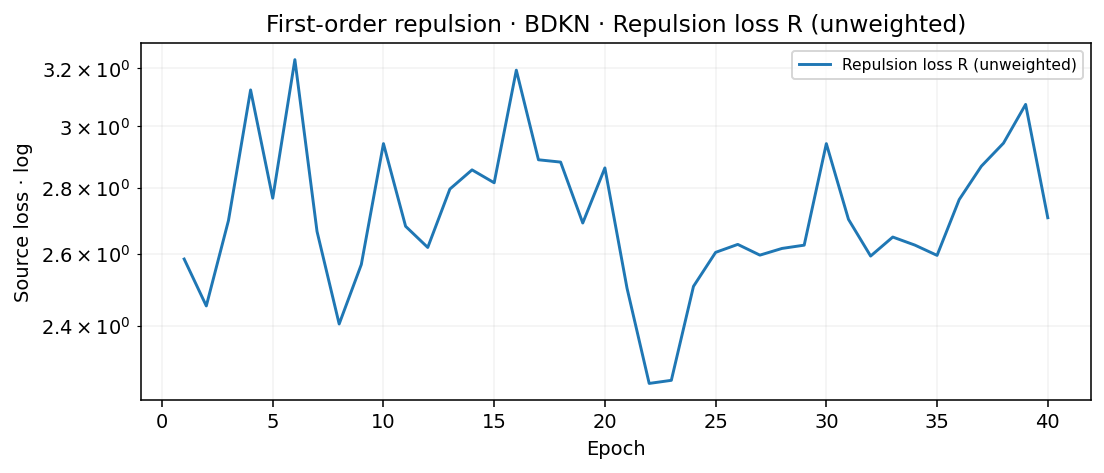 First-order repulsion · BDKN · Repulsion loss R (unweighted)
Repulsion loss R (unweighted)
Source loss · log
3.2 × 10⁰
3 × 10⁰
2.8 × 10⁰
2.6 × 10⁰
2.4 × 10⁰
0 5 10 15 20 25 30 35 40
Epoch